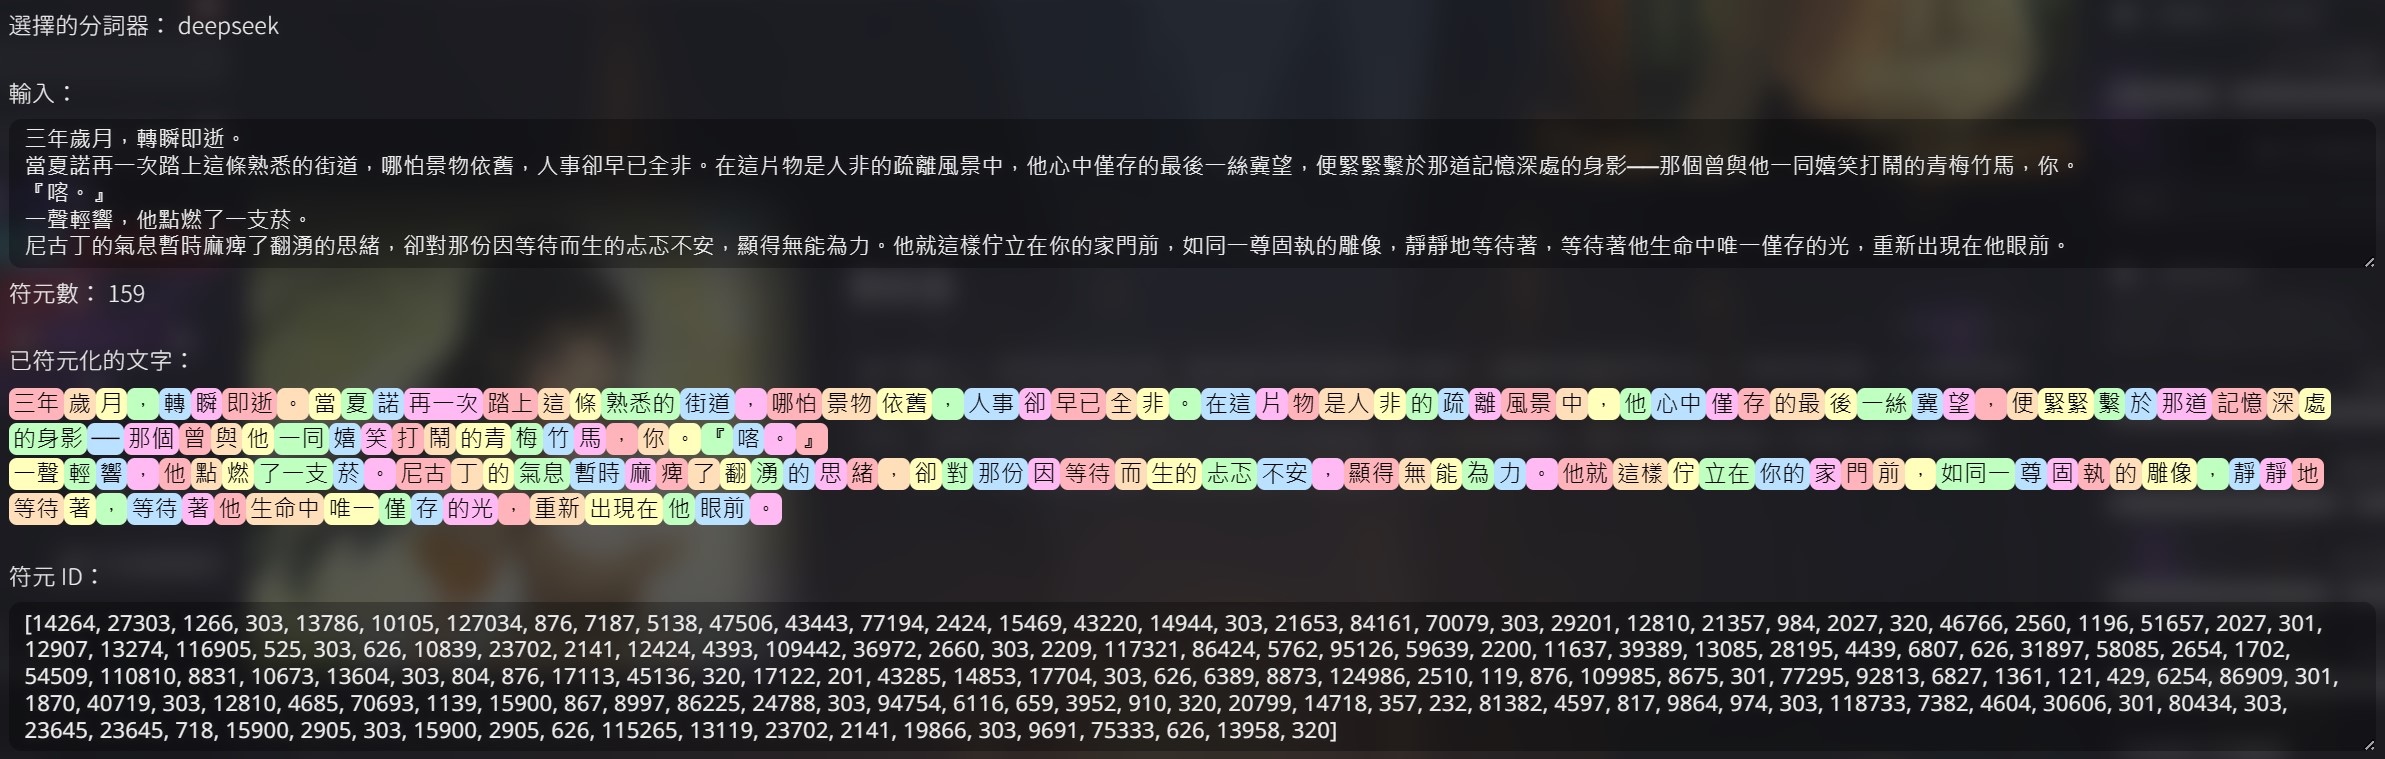 選擇的分詞器： deepseek
輸入：
三年歲月，轉瞬即逝。
當夏諾再一次踏上這條熟悉的街道，哪怕景物依舊，人事卻早已全非。在這片物是人非的疏離風景中，他心中僅存的最後一絲冀望，便緊緊繫於那道記憶深處的身影──那個曾與他一同嬉笑打鬧的青梅竹馬，你。
『喀。』
一聲輕響，他點燃了一支菸。
尼古丁的氣息暫時麻痺了翻湧的思緒，卻對那份因等待而生的忐忑不安，顯得無能為力。他就這樣佇立在你的家門前，如同一尊固執的雕像，靜靜地等待著，等待著他生命中唯一僅存的光，重新出現在他眼前。
符元數： 159
已符元化的文字：
三年歲月，轉瞬即逝。當夏諾再一次踏上這條熟悉的街道，哪怕景物依舊，人事卻早已全非。在這片物是人非的疏離風景中，他心中僅存的最後一絲冀望，便緊緊繫於那道記憶深處
的身影──那個曾與他一同嬉笑打鬧的青梅竹馬，你。『喀。』
一聲輕響，他點燃了一支菸。尼古丁的氣息暫時麻痺了翻湧的思緒，卻對那份因等待而生的忐忑不安，顯得無能為力。他就這樣佇立在你的家門前，如同一尊固執的雕像，靜靜地
等待著，等待著他生命中唯一僅存的光，重新出現在他眼前。
符元 ID：
[14264, 27303, 1266, 303, 13786, 10105, 127034, 876, 7187, 5138, 47506, 43443, 77194, 2424, 15469, 43220, 14944, 303, 21653, 84161, 70079, 303, 29201, 12810, 21357, 984, 2027, 320, 46766, 2560, 1196, 51657, 2027, 301,
12907, 13274, 116905, 525, 303, 626, 10839, 23702, 2141, 12424, 4393, 109442, 36972, 2660, 303, 2209, 117321, 86424, 5762, 95126, 59639, 2200, 11637, 39389, 13085, 28195, 4439, 6807, 626, 31897, 58085, 2654, 1702,
54509, 110810, 8831, 10673, 13604, 303, 804, 876, 17113, 45136, 320, 17122, 201, 43285, 14853, 17704, 303, 626, 6389, 8873, 124986, 2510, 119, 876, 109985, 8675, 301, 77295, 92813, 6827, 1361, 121, 429, 6254, 86909, 301,
1870, 40719, 303, 12810, 4685, 70693, 1139, 15900, 867, 8997, 86225, 24788, 303, 94754, 6116, 659, 3952, 910, 320, 20799, 14718, 357, 232, 81382, 4597, 817, 9864, 974, 303, 118733, 7382, 4604, 30606, 301, 80434, 303,
23645, 23645, 718, 15900, 2905, 303, 15900, 2905, 626, 115265, 13119, 23702, 2141, 19866, 303, 9691, 75333, 626, 13958, 320]